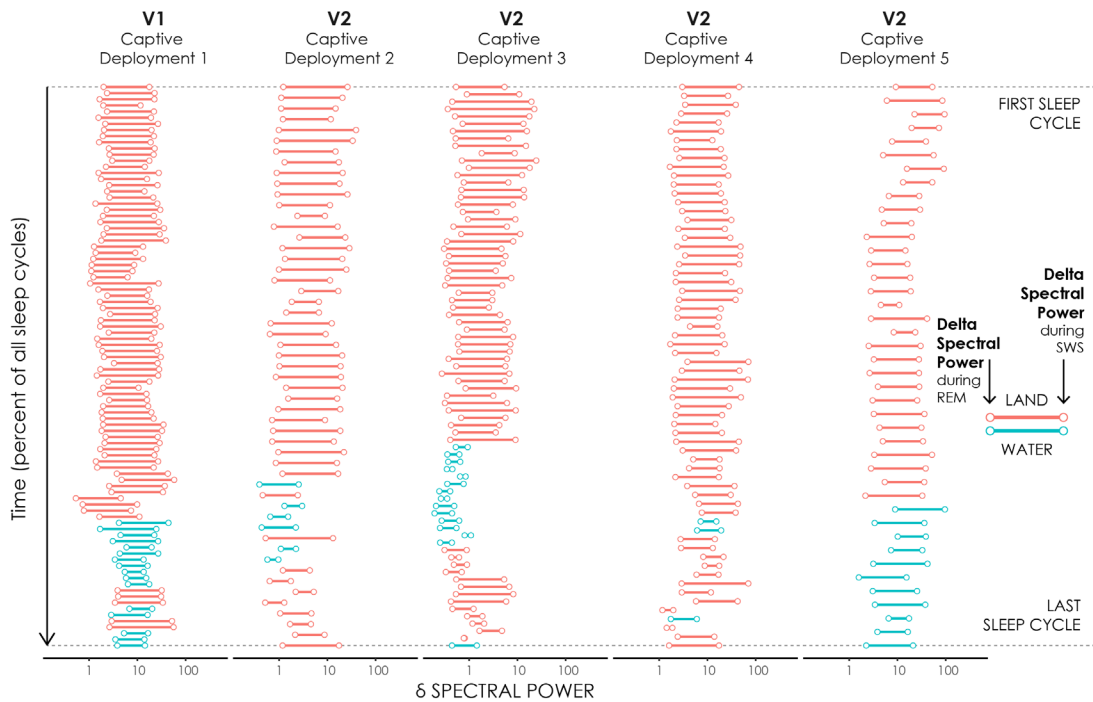 V1
Captive
Deployment 1
V2
Captive
Deployment 2
V2
Captive
Deployment 3
V2
Captive
Deployment 4
V2
Captive
Deployment 5
Time (percent of all sleep cycles)
FIRST SLEEP
CYCLE
Delta
Spectral
Power
during
SWS
Delta
Spectral
Power
during
REM
LAND
WATER
LAST
SLEEP CYCLE
1 10 100
1 10 100
1 10 100
1 10 100
1 10 100
δ SPECTRAL POWER